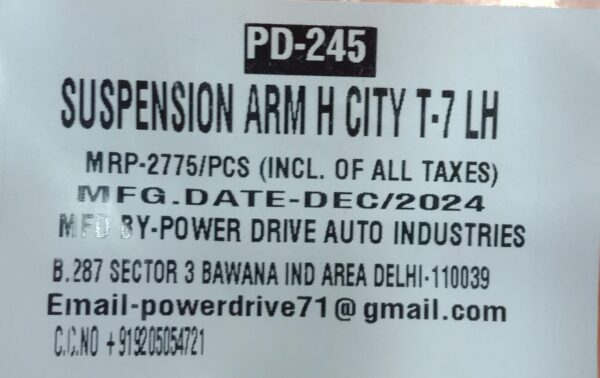 PD-245
SUSPENSION ARM H CITY T-7 LH
MRP-2775/PCS (INCL. OF ALL TAXES)
MFG.DATE-DEC/2024
MFD BY-POWER DRIVE AUTO INDUSTRIES
B.287 SECTOR 3 BAWANA IND AREA DELHI-110039
Email-powerdrive71@gmail.com
C.C.NO +919205054721